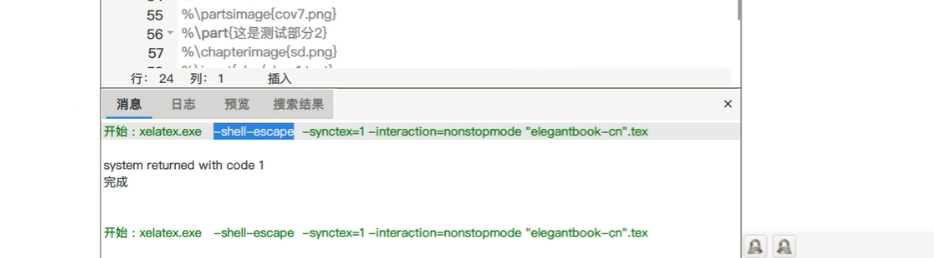 55 %\partsimage{cov7.png}
56 %\part{这是测试部分2}
57 %\chapterimage{sd.png}
行： 24 列： 1 插入
消息 日志 预览 搜索结果 ×
开始：xelatex.exe -shell-escape -synctex=1 -interaction=nonstopmode "elegantbook-cn".tex
system returned with code 1
完成
开始：xelatex.exe -shell-escape -synctex=1 -interaction=nonstopmode "elegantbook-cn".tex